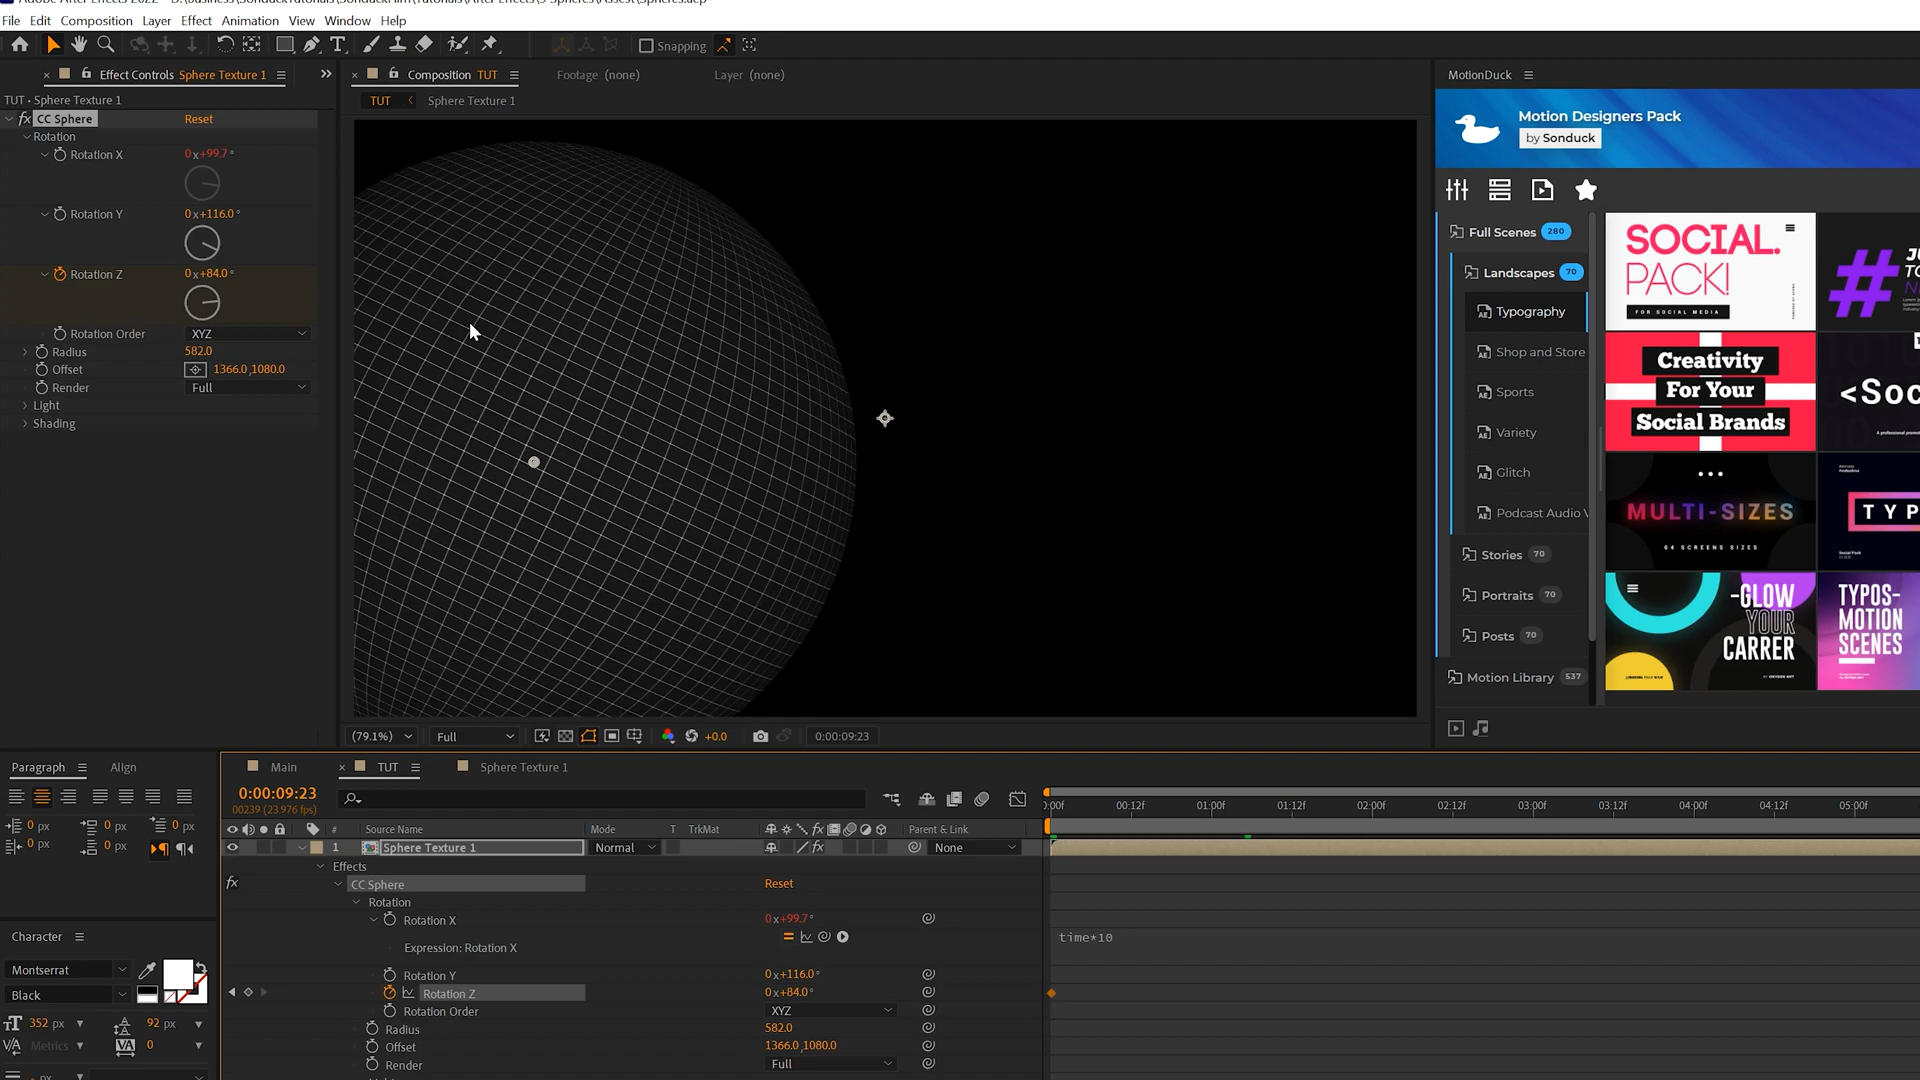 File Edit Composition Layer Effect Animation View Window Help
Snapping
Effect Controls Sphere Texture 1
Composition TUT
Footage (none)
Layer (none)
MotionDuck
TUT • Sphere Texture 1
TUT
Sphere Texture 1
fx CC Sphere Reset
Rotation
Rotation X 0x+99.7°
Rotation Y 0x+116.0°
Rotation Z 0x+84.0°
Rotation Order XYZ
Radius 582.0
Offset 1366.0,1080.0
Render Full
Light
Shading
Motion Designers Pack
by Sonduck
Full Scenes 280
Landscapes 70
Typography
Shop and Store
Sports
Variety
Glitch
Podcast Audio V
Stories 70
Portraits 70
Posts 70
Motion Library 537
SOCIAL.
PACK!
FOR SOCIAL MEDIA
Creativity
For Your
Social Brands
<Soc
MULTI-SIZES
04 SCREENS SIZES
TYP
-GLOW
YOUR
CARRER
TYPOS-
MOTION
SCENES
(79.1%) Full +0.0 0:00:09:23
Paragraph Align
0 px 0 px 0 px
0 px 0 px
Character
Montserrat
Black
352 px 92 px
Metrics 0
Main TUT Sphere Texture 1
0:00:09:23
00239 (23.976 fps)
# Source Name Mode T TrkMat fx Parent & Link
1 Sphere Texture 1 Normal fx None
Effects
fx CC Sphere Reset
Rotation
Rotation X 0x+99.7°
Expression: Rotation X
time*10
Rotation Y 0x+116.0°
Rotation Z 0x+84.0°
Rotation Order XYZ
Radius 582.0
Offset 1366.0,1080.0
Render Full
:00f 00:12f 01:00f 01:12f 02:00f 02:12f 03:00f 03:12f 04:00f 04:12f 05:00f